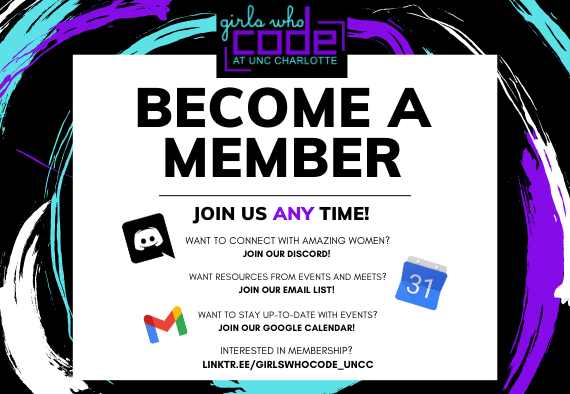 girls who
code
AT UNC CHARLOTTE
BECOME A
MEMBER
JOIN US ANY TIME!
WANT TO CONNECT WITH AMAZING WOMEN?
JOIN OUR DISCORD!
WANT RESOURCES FROM EVENTS AND MEETS?
JOIN OUR EMAIL LIST!
31
WANT TO STAY UP-TO-DATE WITH EVENTS?
JOIN OUR GOOGLE CALENDAR!
INTERESTED IN MEMBERSHIP?
LINKTR.EE/GIRLSWHOCODE_UNCC